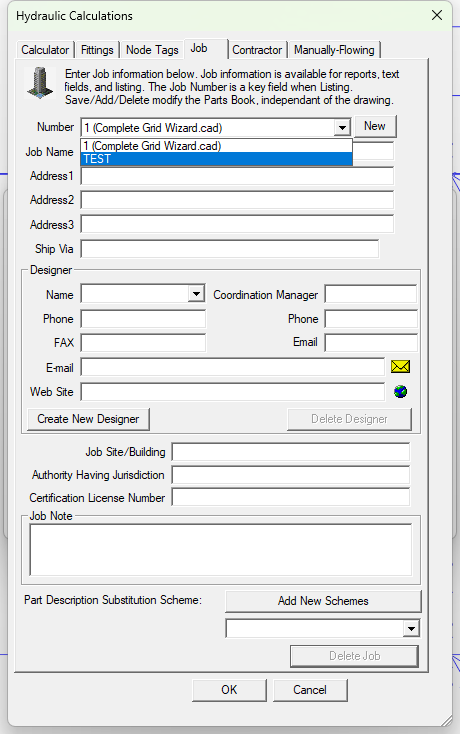 Hydraulic Calculations
Calculator Fittings Node Tags Job Contractor Manually-Flowing
Enter Job information below. Job information is available for reports, text
fields, and listing. The Job Number is a key field when Listing.
Save/Add/Delete modify the Parts Book, independant of the drawing.
Number 1 (Complete Grid Wizard.cad) New
1 (Complete Grid Wizard.cad)
Job Name TEST
Address1
Address2
Address3
Ship Via
Designer
Name Coordination Manager
Phone Phone
FAX Email
E-mail
Web Site
Create New Designer Delete Designer
Job Site/Building
Authority Having Jurisdiction
Certification License Number
Job Note
Part Description Substitution Scheme: Add New Schemes
Delete Job
OK Cancel